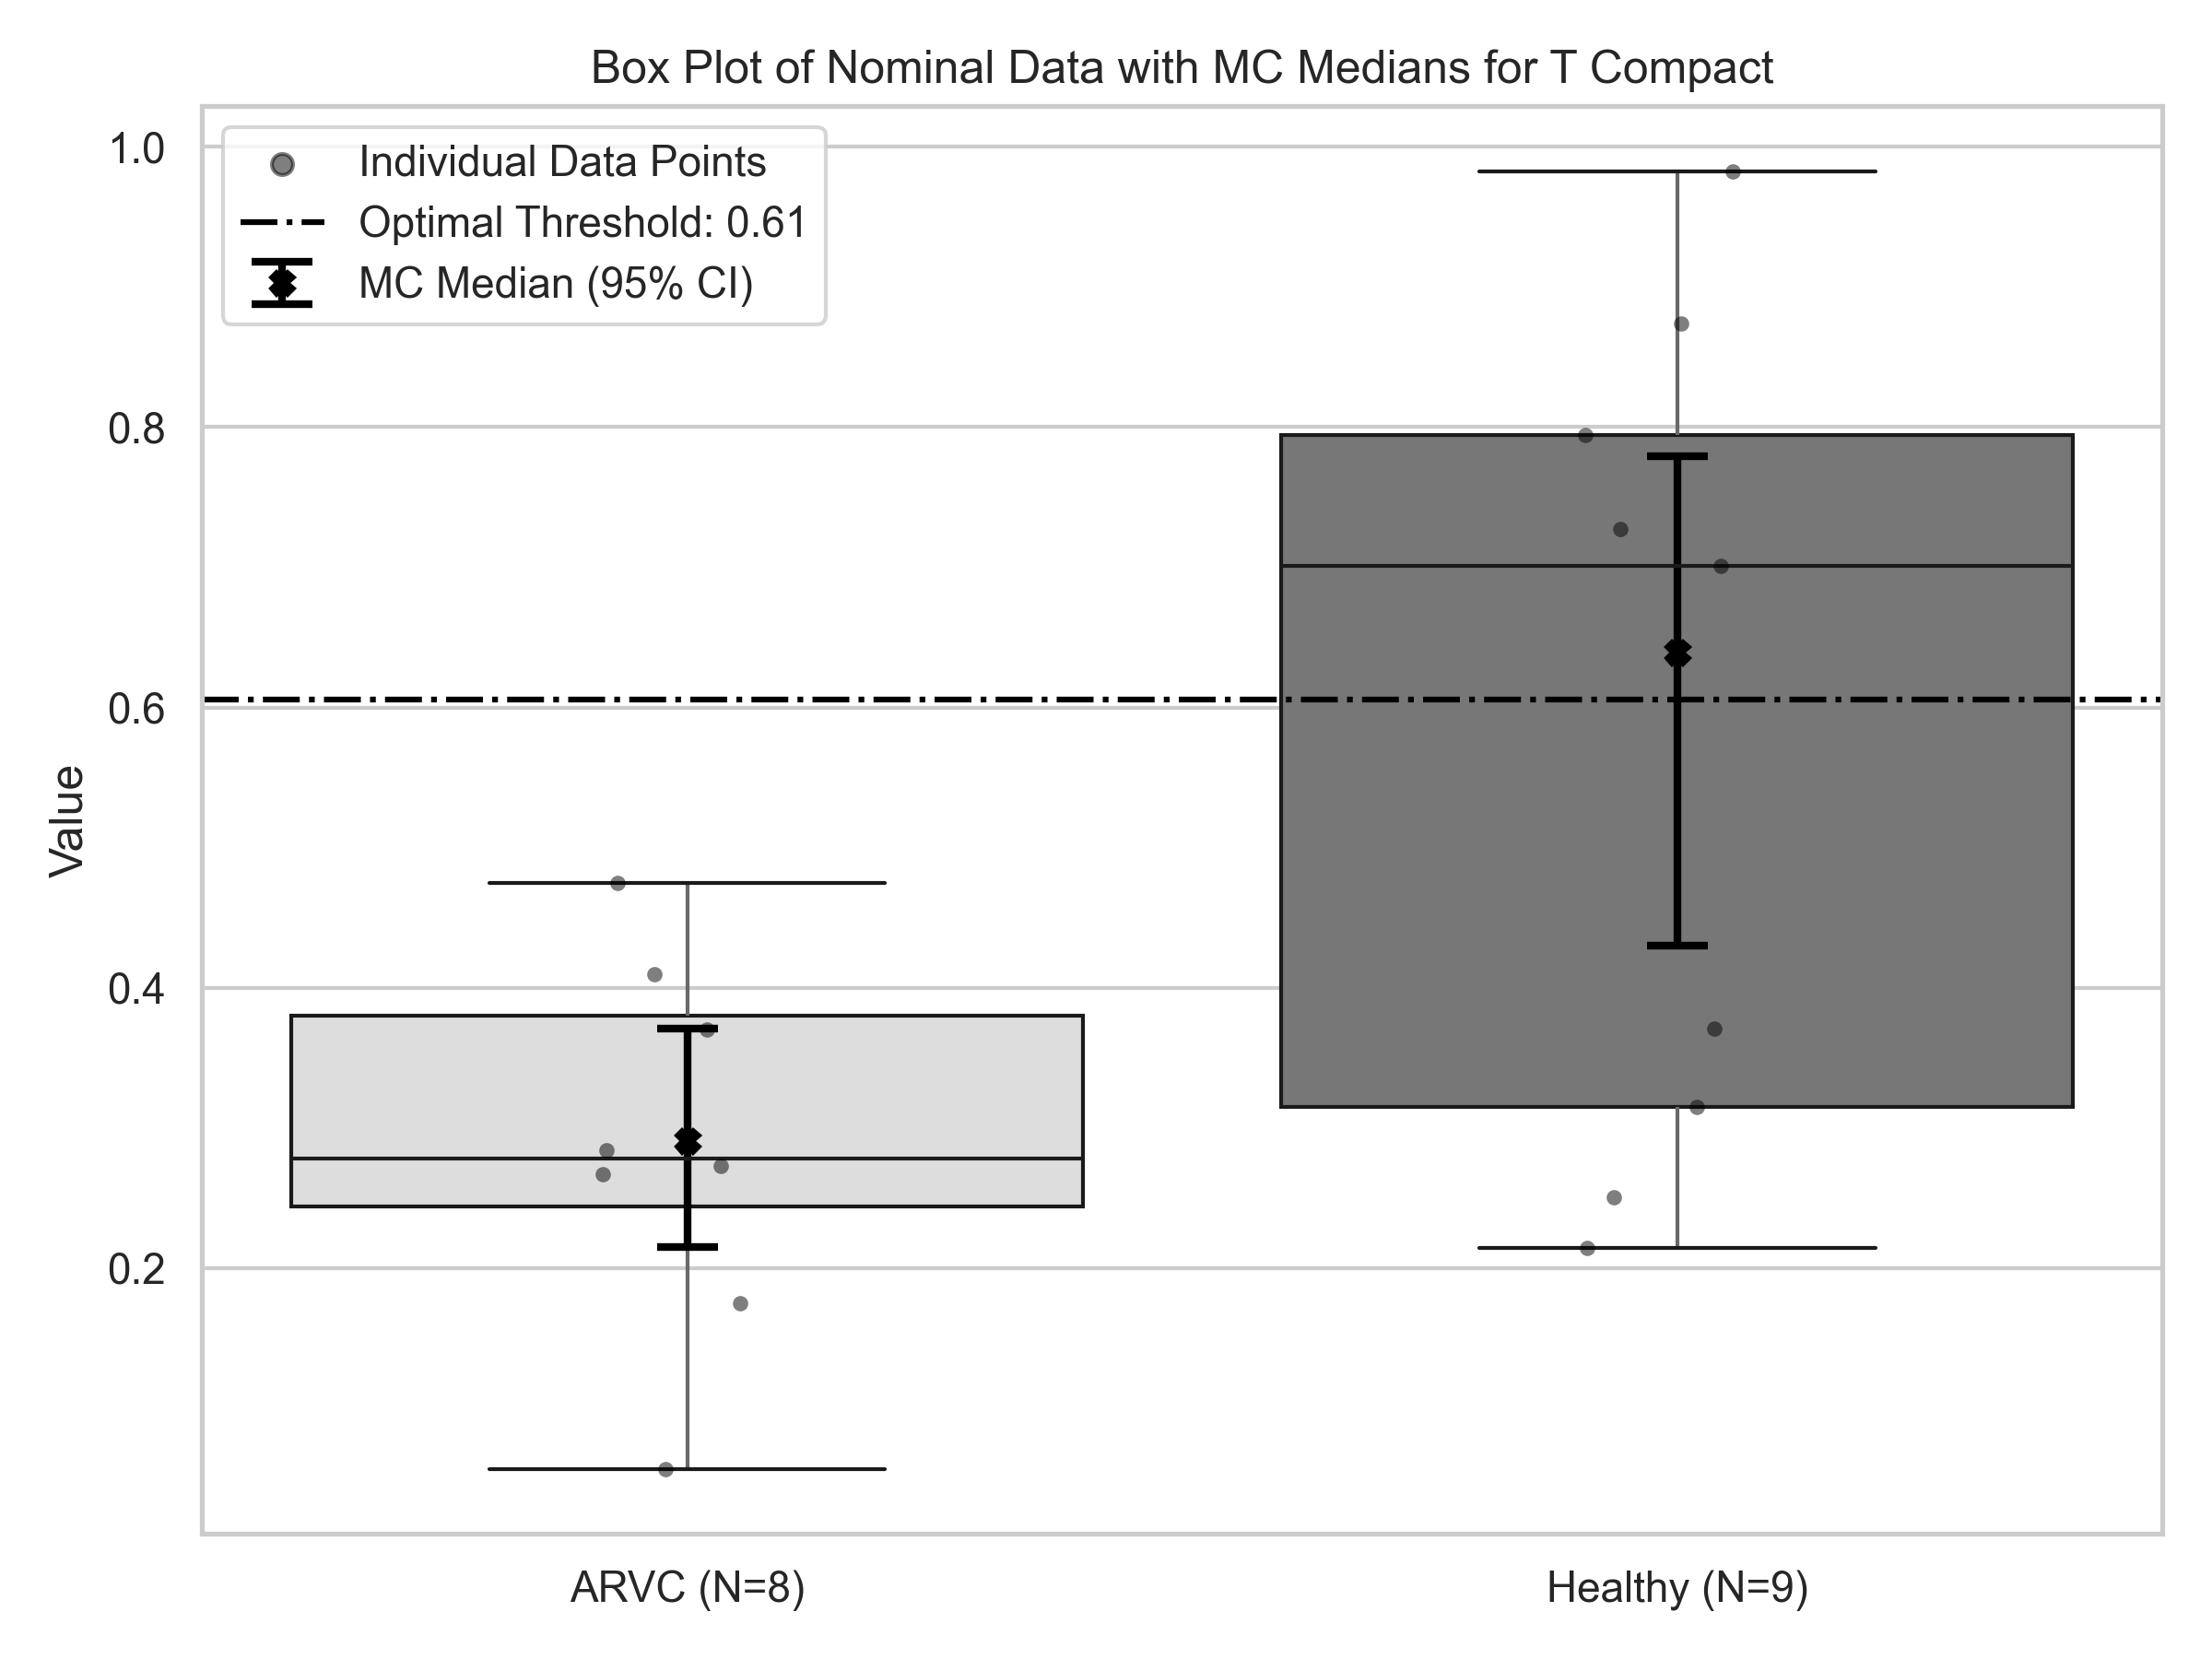 Box Plot of Nominal Data with MC Medians for T Compact
Individual Data Points
Optimal Threshold: 0.61
MC Median (95% CI)
1.0
0.8
0.6
0.4
0.2
Value
ARVC (N=8)
Healthy (N=9)